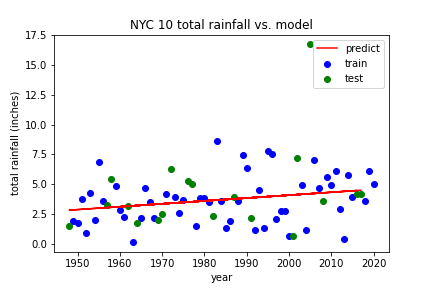 NYC 10 total rainfall vs. model
total rainfall (inches)
17.5
15.0
12.5
10.0
7.5
5.0
2.5
0.0
predict
train
test
1950 1960 1970 1980 1990 2000 2010 2020
year